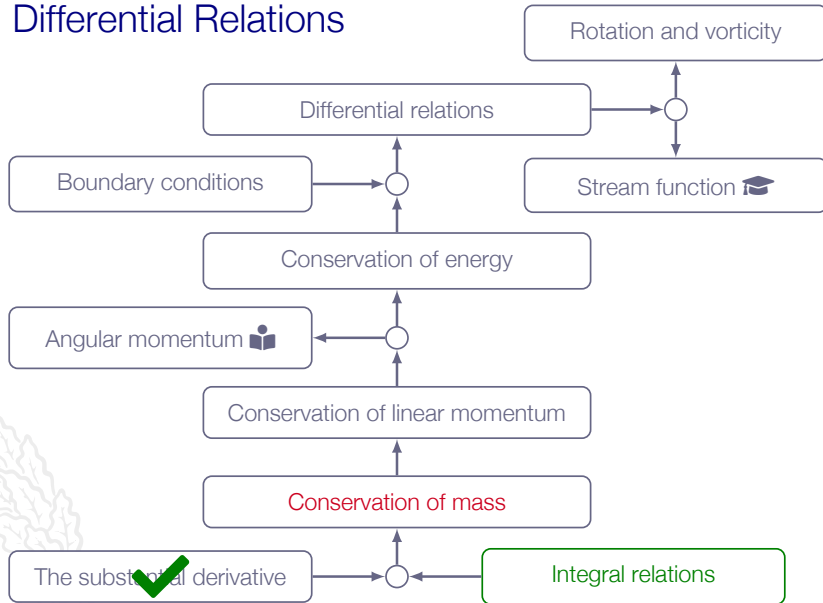 Differential Relations
Rotation and vorticity
Differential relations
Boundary conditions
Stream function
Conservation of energy
Angular momentum
Conservation of linear momentum
Conservation of mass
The substantial derivative
Integral relations